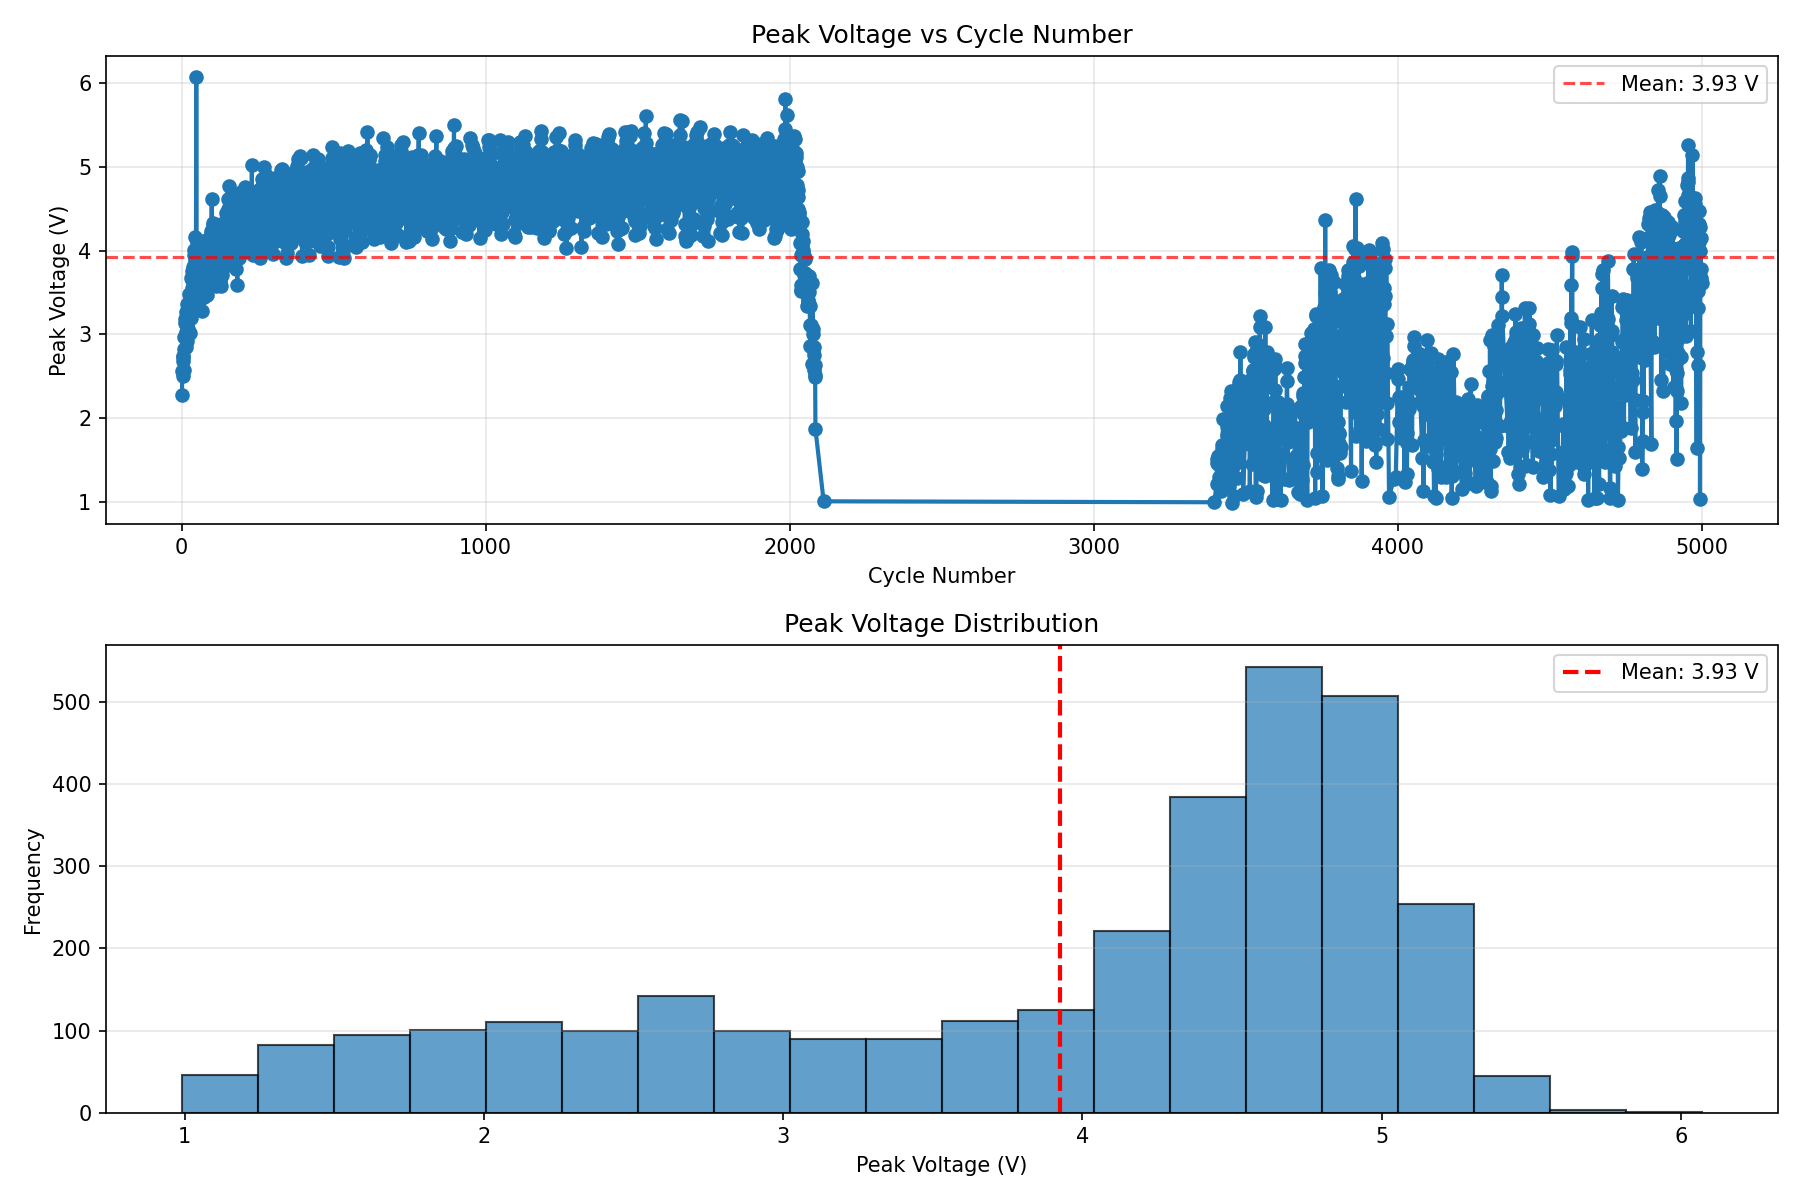 Peak Voltage vs Cycle Number
Mean: 3.93 V
6
5
4
3
2
1
Peak Voltage (V)
0 1000 2000 3000 4000 5000
Cycle Number
Peak Voltage Distribution
Mean: 3.93 V
500
400
300
200
100
0
Frequency
1 2 3 4 5 6
Peak Voltage (V)